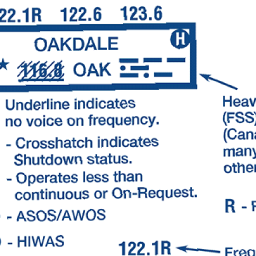 22.1R 122.6 123.6
OAKDALE
H
116.8 OAK
Underline indicates
no voice on frequency.
- Crosshatch indicates
Shutdown status.
- Operates less than
continuous or On-Request.
- ASOS/AWOS
- HIWAS
Heav
(FSS)
(Cana
many
other
R - F
122.1R
Freq